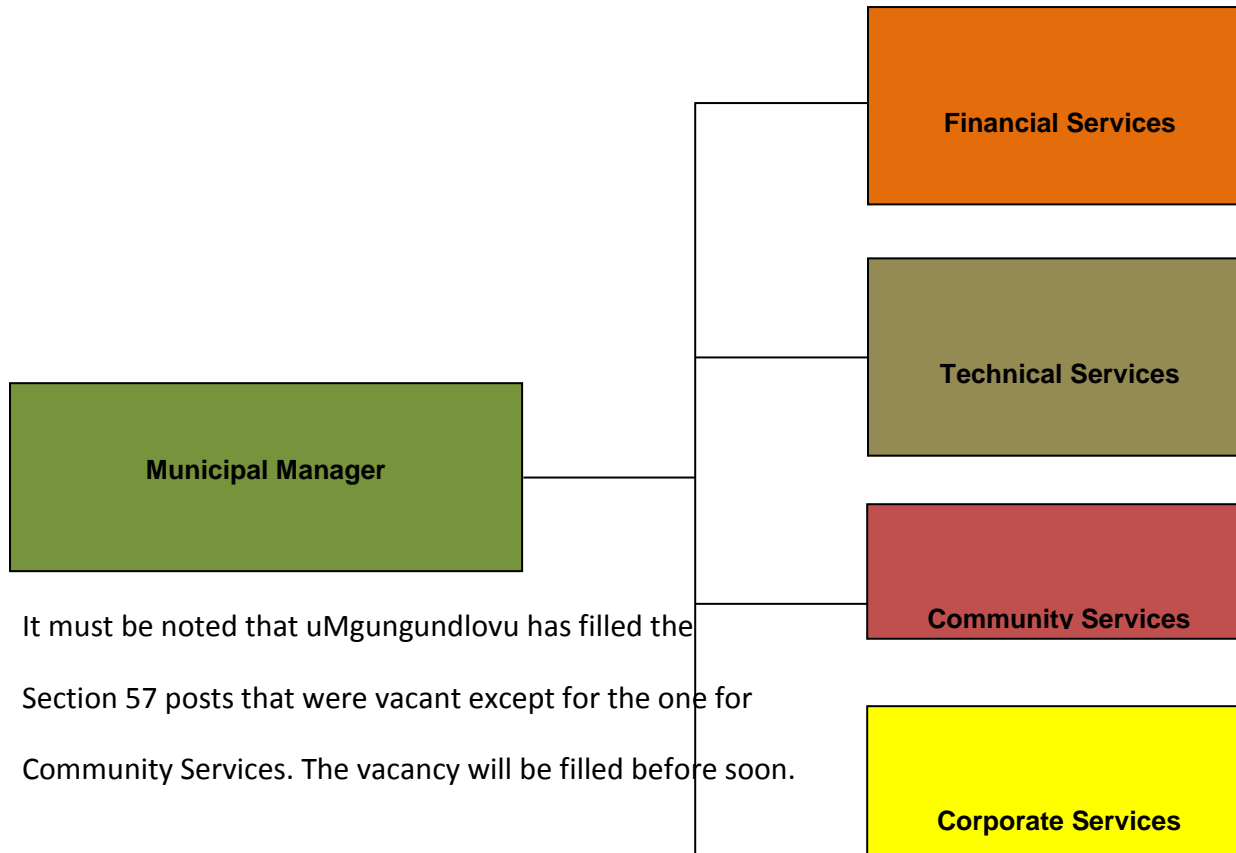 Financial Services
Technical Services
Municipal Manager
Community Services
It must be noted that uMgungundlovu has filled the
Section 57 posts that were vacant except for the one for
Community Services. The vacancy will be filled before soon.
Corporate Services